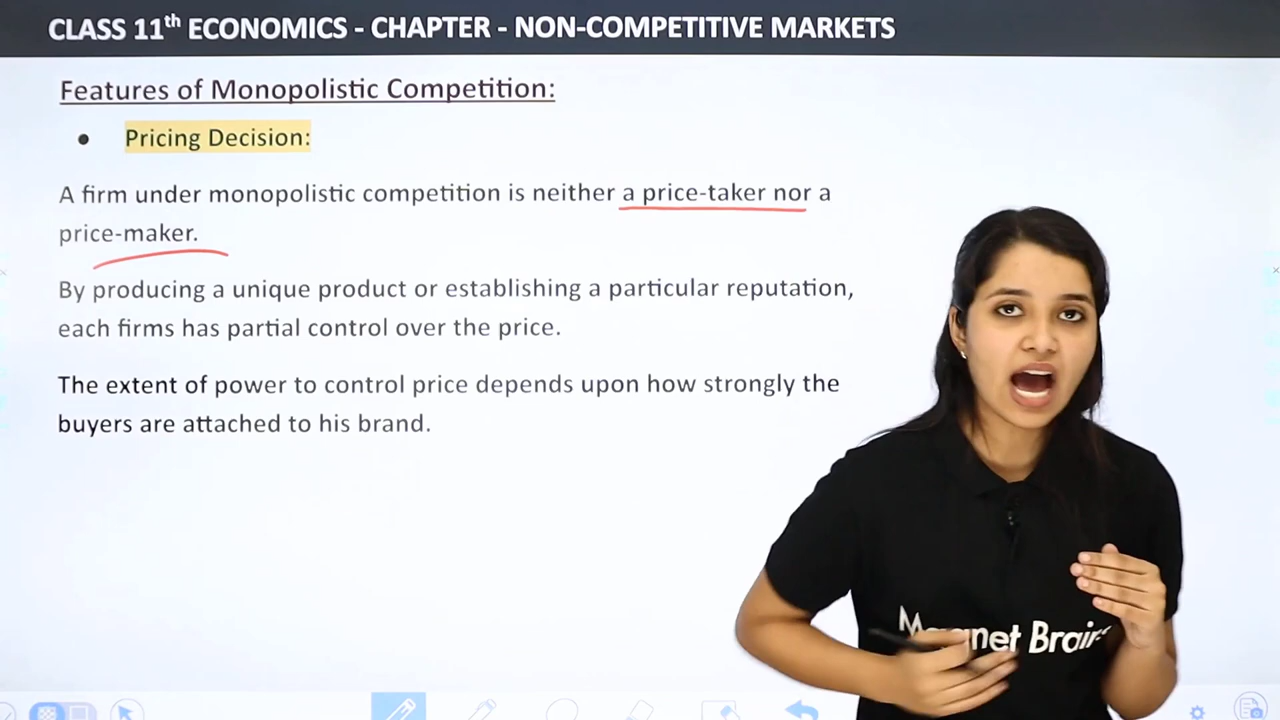 CLASS 11th ECONOMICS - CHAPTER - NON-COMPETITIVE MARKETS
Features of Monopolistic Competition:
● Pricing Decision:
A firm under monopolistic competition is neither a price-taker nor a
price-maker.
By producing a unique product or establishing a particular reputation,
each firms has partial control over the price.
The extent of power to control price depends upon how strongly the
buyers are attached to his brand.
Magnet Brains